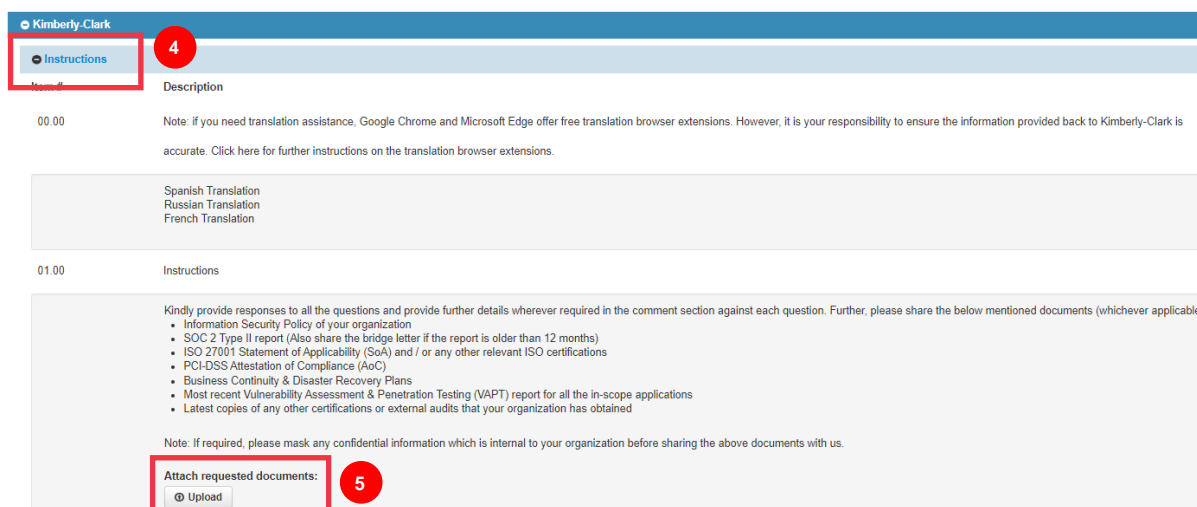 Kimberly-Clark
Instructions
4
Item #
Description
00.00
Note: if you need translation assistance, Google Chrome and Microsoft Edge offer free translation browser extensions. However, it is your responsibility to ensure the information provided back to Kimberly-Clark is
accurate. Click here for further instructions on the translation browser extensions.
Spanish Translation
Russian Translation
French Translation
01.00
Instructions
Kindly provide responses to all the questions and provide further details wherever required in the comment section against each question. Further, please share the below mentioned documents (whichever applicable
• Information Security Policy of your organization
• SOC 2 Type II report (Also share the bridge letter if the report is older than 12 months)
• ISO 27001 Statement of Applicability (SoA) and / or any other relevant ISO certifications
• PCI-DSS Attestation of Compliance (AoC)
• Business Continuity & Disaster Recovery Plans
• Most recent Vulnerability Assessment & Penetration Testing (VAPT) report for all the in-scope applications
• Latest copies of any other certifications or external audits that your organization has obtained
Note: If required, please mask any confidential information which is internal to your organization before sharing the above documents with us.
Attach requested documents:
5
Upload